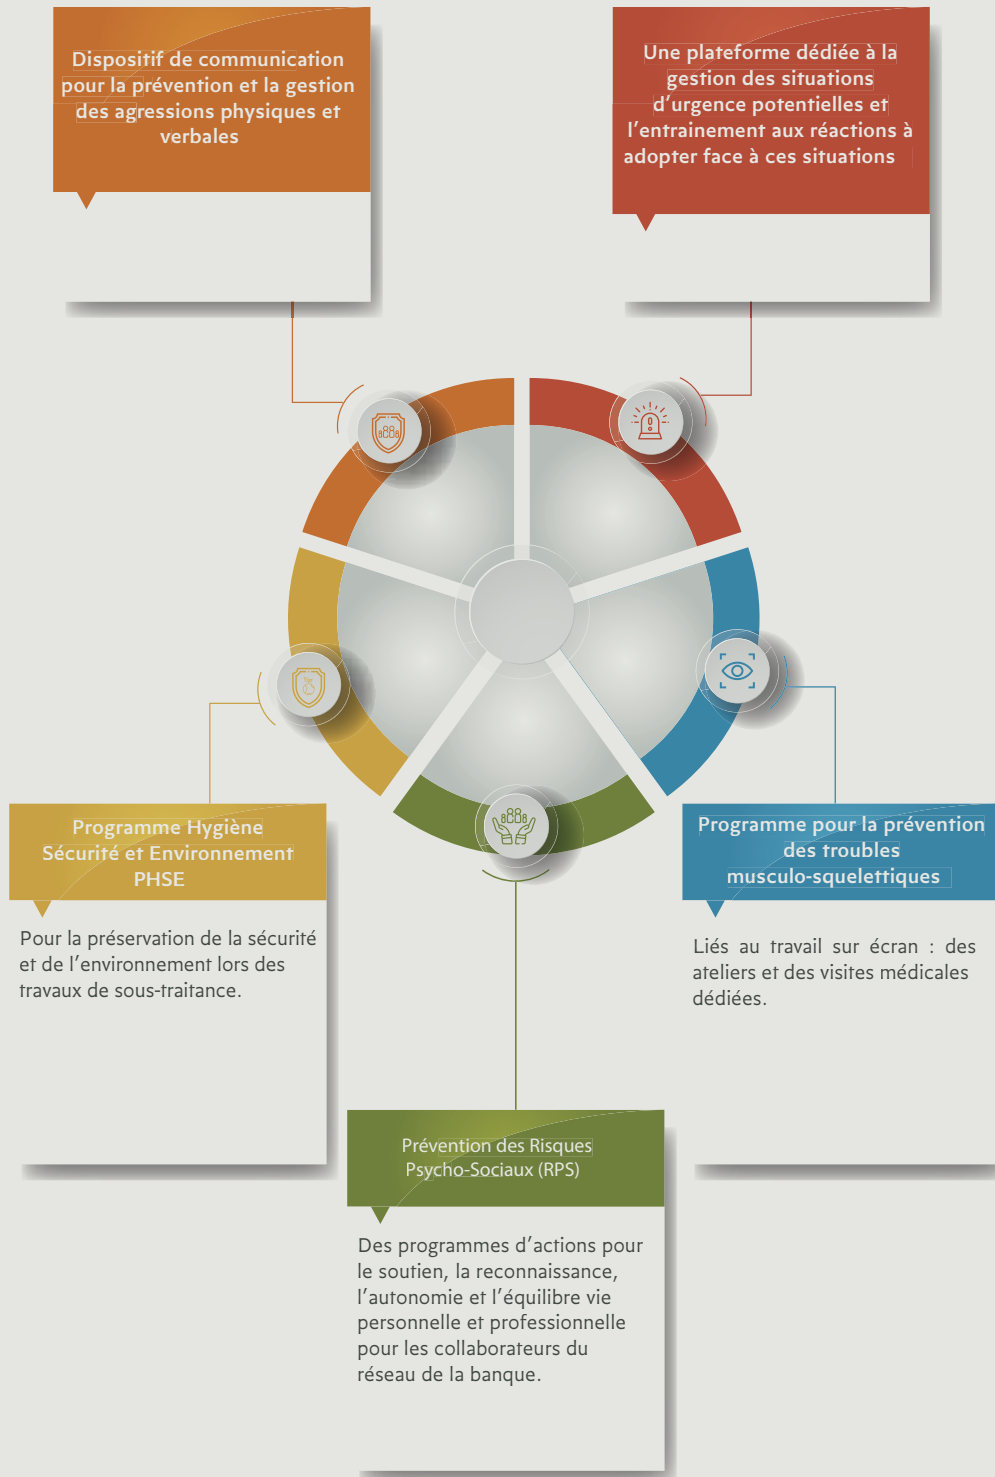 Dispositif de communication
pour la prévention et la gestion
des agressions physiques et
verbales
Une plateforme dédiée à la
gestion des situations
d'urgence potentielles et
l'entrainement aux réactions à
adopter face à ces situations
Programme Hygiène
Sécurité et Environnement
PHSE
Pour la préservation de la sécurité
et de l'environnement lors des
travaux de sous-traitance.
Programme pour la prévention
des troubles
musculo-squelettiques
Liés au travail sur écran : des
ateliers et des visites médicales
dédiées.
Prévention des Risques
Psycho-Sociaux (RPS)
Des programmes d'actions pour
le soutien, la reconnaissance,
l'autonomie et l'équilibre vie
personnelle et professionnelle
pour les collaborateurs du
réseau de la banque.